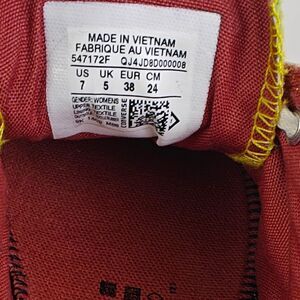 MADE IN VIETNAM
FABRIQUE AU VIETNAM
547172F QJ4JD8D000008
US UK EUR CM
7 5 38 24
GENDER: WOMENS
UPPER: TEXTILE
CONVERSE